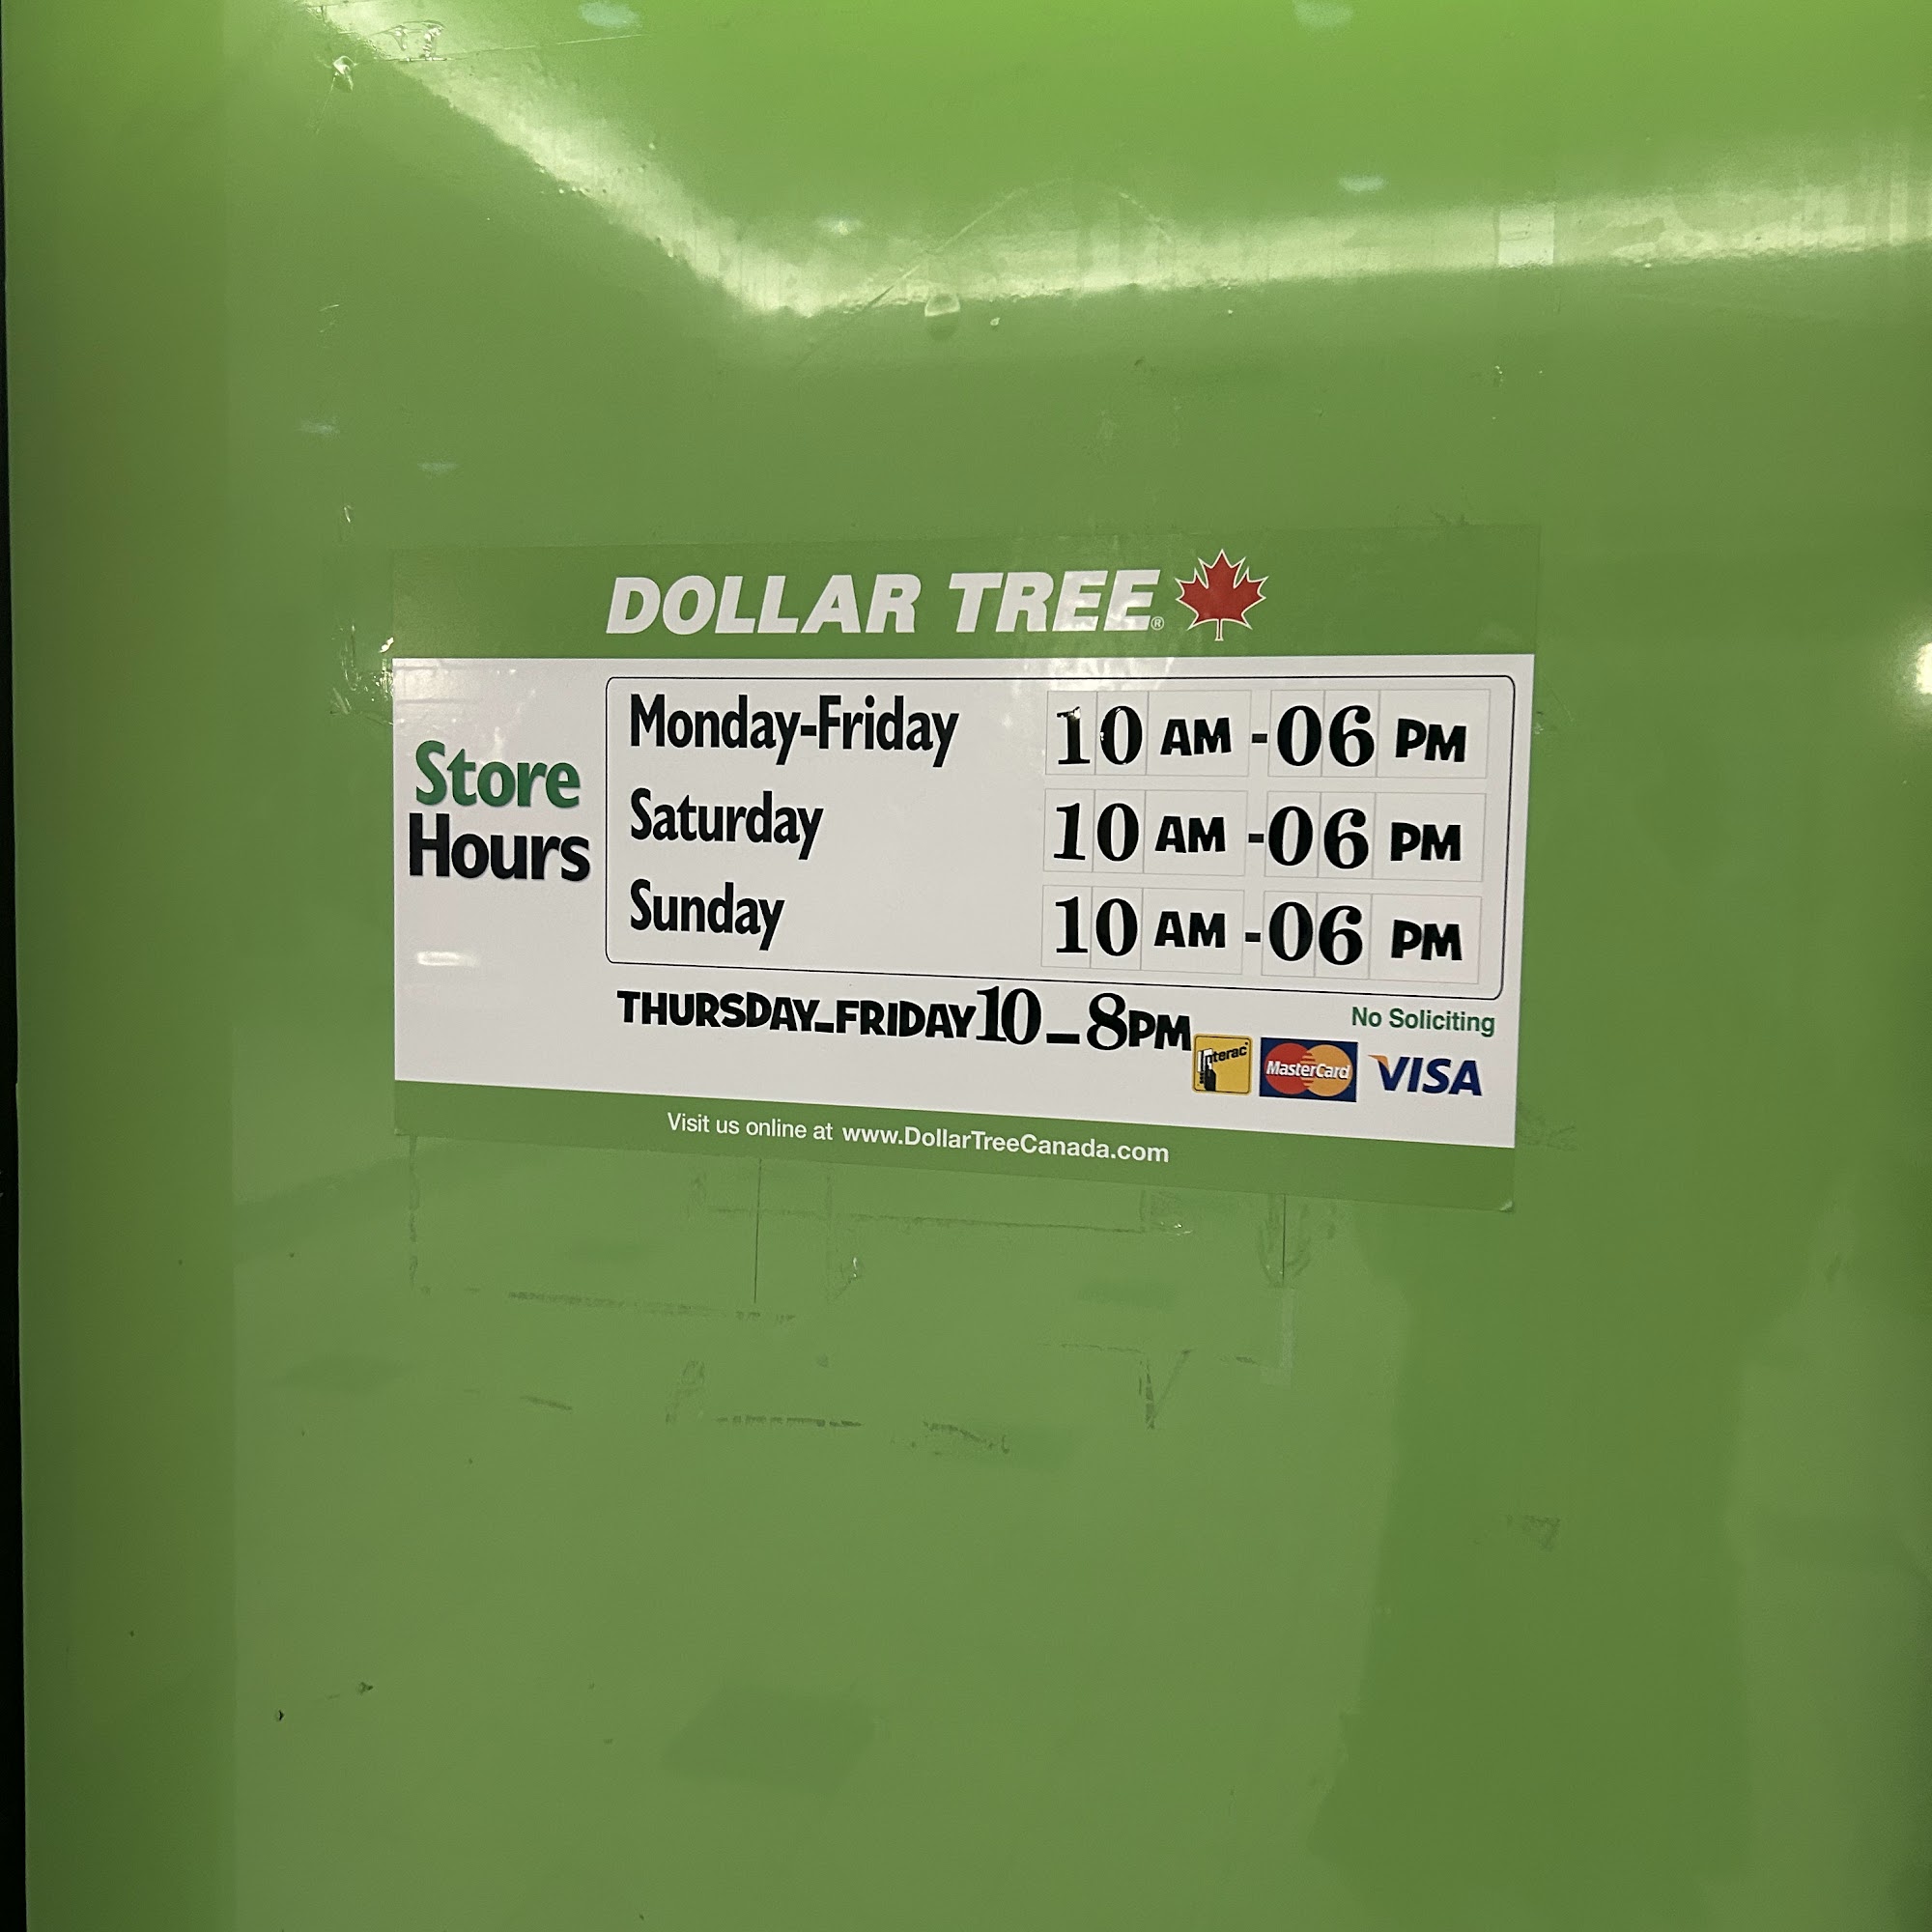 DOLLAR TREE®
Store
Hours
Monday-Friday 10 AM - 06 PM
Saturday 10 AM - 06 PM
Sunday 10 AM - 06 PM
THURSDAY_FRIDAY 10_8PM
No Soliciting
Interac MasterCard VISA
Visit us online at www.DollarTreeCanada.com